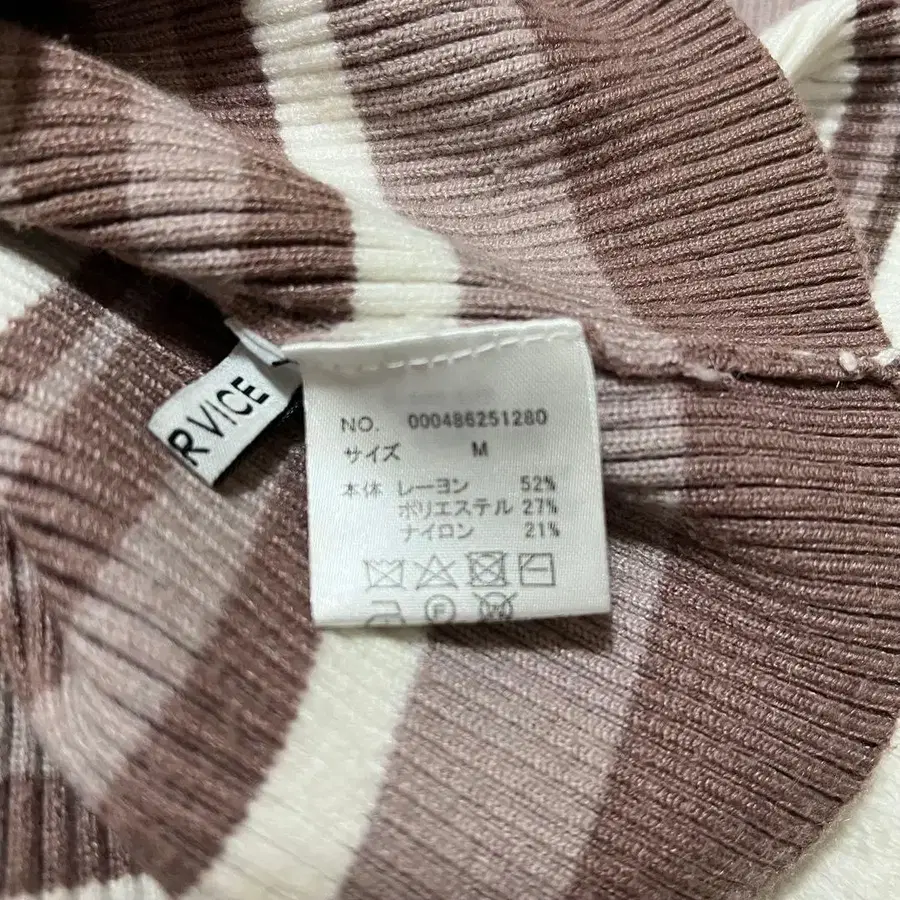 R VICE
NO. 000486251280
サイズ M
本体 レーヨン 52%
ポリエステル 27%
ナイロン 21%
F
W